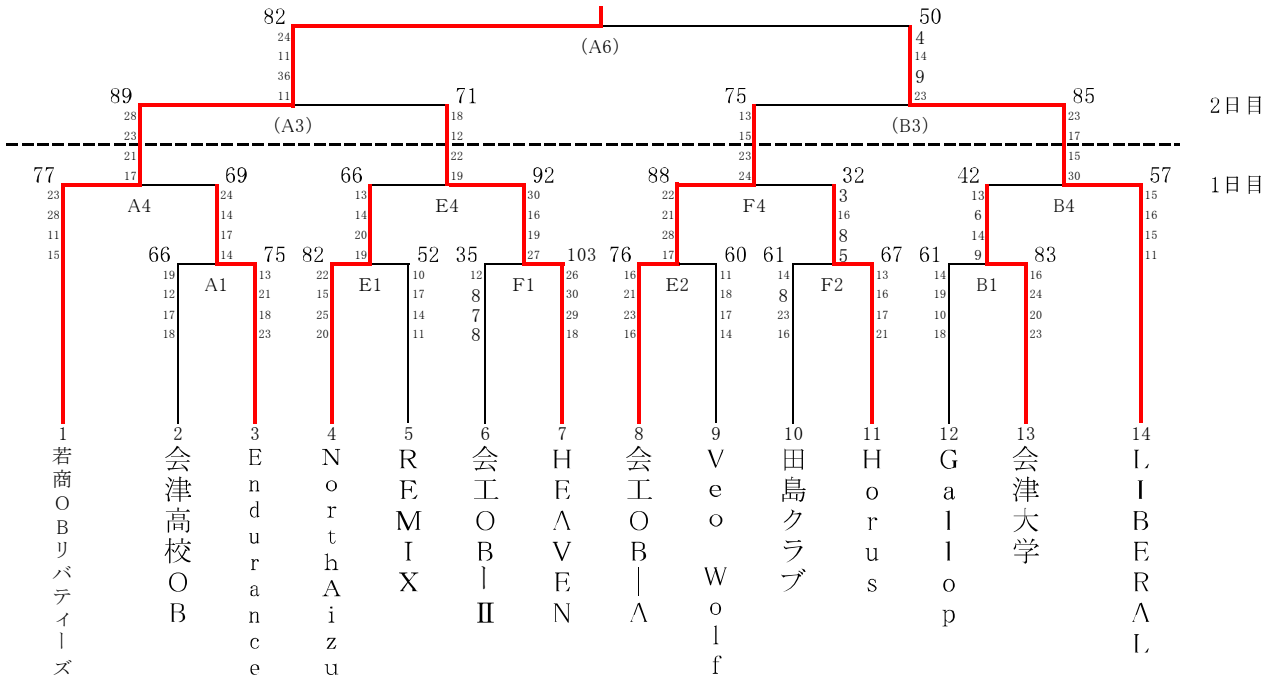 82 50
24 4
(A6)
11 14
36 9
11 23
89 71 75 85
2日目
28 18 13 23
(A3) (B3)
23 12 15 17
21 22 23 15
17 19 24 30
77 69 66 92 88 32 42 57
1日目
23 24 13 30 22 3 13 15
A4 E4 F4 B4
28 14 14 16 21 16 6 16
11 17 20 19 28 8 14 15
15 14 19 27 17 5 9 11
66 75 82 52 35 103 76 60 61 67 61 83
19 13 22 10 12 26 16 11 14 13 14 16
A1 E1 F1 E2 F2 B1
12 21 15 17 8 30 21 18 8 16 19 24
17 18 25 14 7 29 23 17 23 17 10 20
18 23 20 11 8 18 16 14 16 21 18 23
1 2 3 4 5 6 7 8 9 10 11 12 13 14
若商OBリバティーズ
会津高校OB
Endurance
NorthAizu
REMIX
会工OB-Ⅱ
HEAVEN
会工OB-A
Veo Wolf
田島クラブ
Horus
Gallop
会津大学
LIBERAL